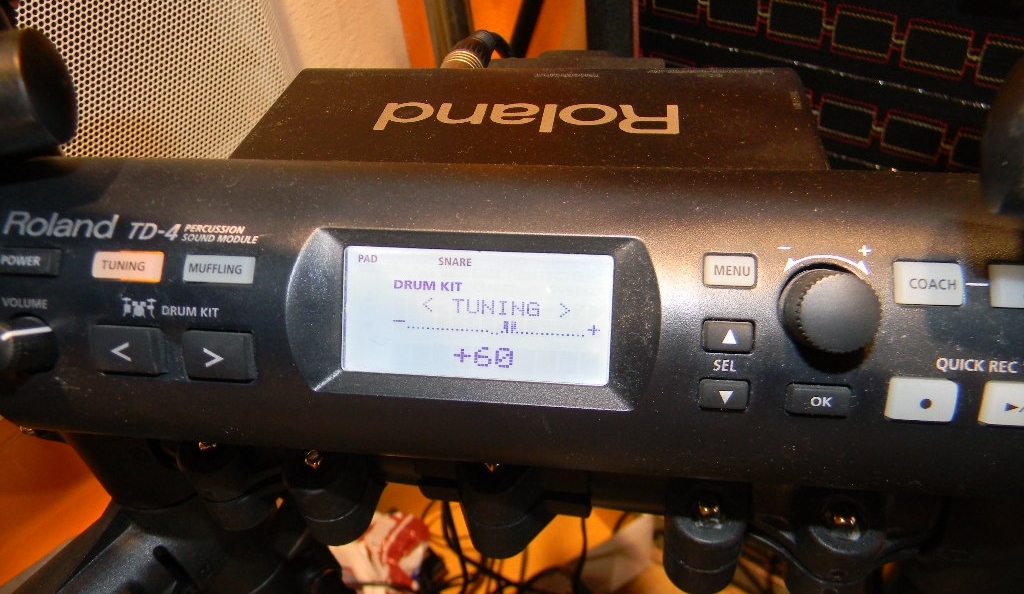 Roland
Roland TD-4 PERCUSSION
SOUND MODULE
POWER
TUNING
MUFFLING
VOLUME
DRUM KIT
<
>
PAD SNARE
DRUM KIT
< TUNING >
- +
+60
MENU
▲
SEL
▼
- +
OK
COACH
QUICK REC
●